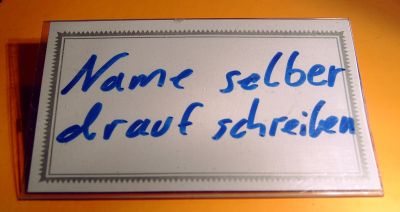 Name selber
drauf schreiben